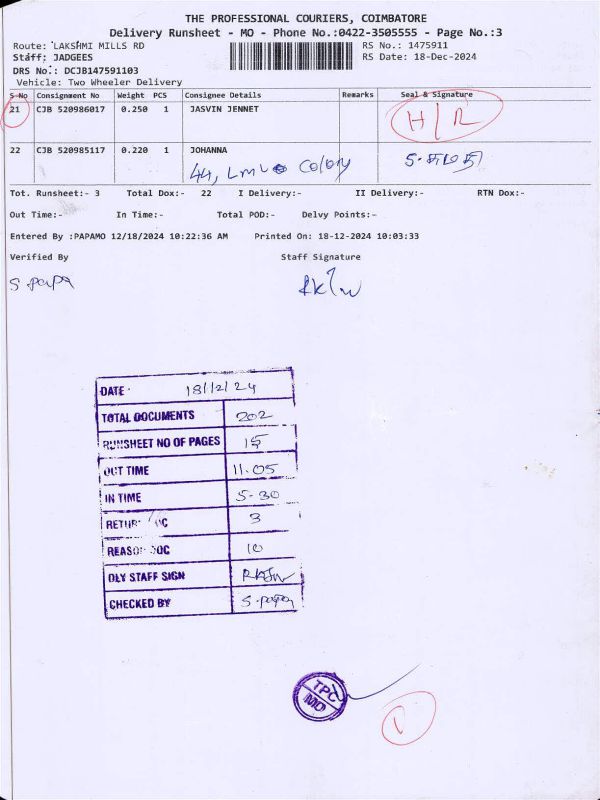 THE PROFESSIONAL COURIERS, COIMBATORE
Delivery Runsheet - MO - Phone No.:0422-3505555 - Page No.:3
Route: LAKSHMI MILLS RD
RS No.: 1475911
Staff: JADGEES
RS Date: 18-Dec-2024
DRS No.: DCJB147591103
Vehicle: Two Wheeler Delivery
S No Consignment No Weight PCS Consignee Details Remarks Seal & Signature
21 CJB 520986017 0.250 1 JASVIN JENNET H/R
22 CJB 520985117 0.220 1 JOHANNA
44, LMW Colony
Tot. Runsheet:- 3 Total Dox:- 22 I Delivery:- II Delivery:- RTN Dox:-
Out Time:- In Time:- Total POD:- Delvy Points:-
Entered By :PAPAMO 12/18/2024 10:22:36 AM Printed On: 18-12-2024 10:03:33
Verified By Staff Signature
S. papa
DATE 18/12/24
TOTAL DOCUMENTS 202
RUNSHEET NO OF PAGES 15
OUT TIME 11.05
IN TIME 5-30
RETURN DOC 3
REASON DOC 10
DLY STAFF SIGN
CHECKED BY S.papa
TPC
MO
1